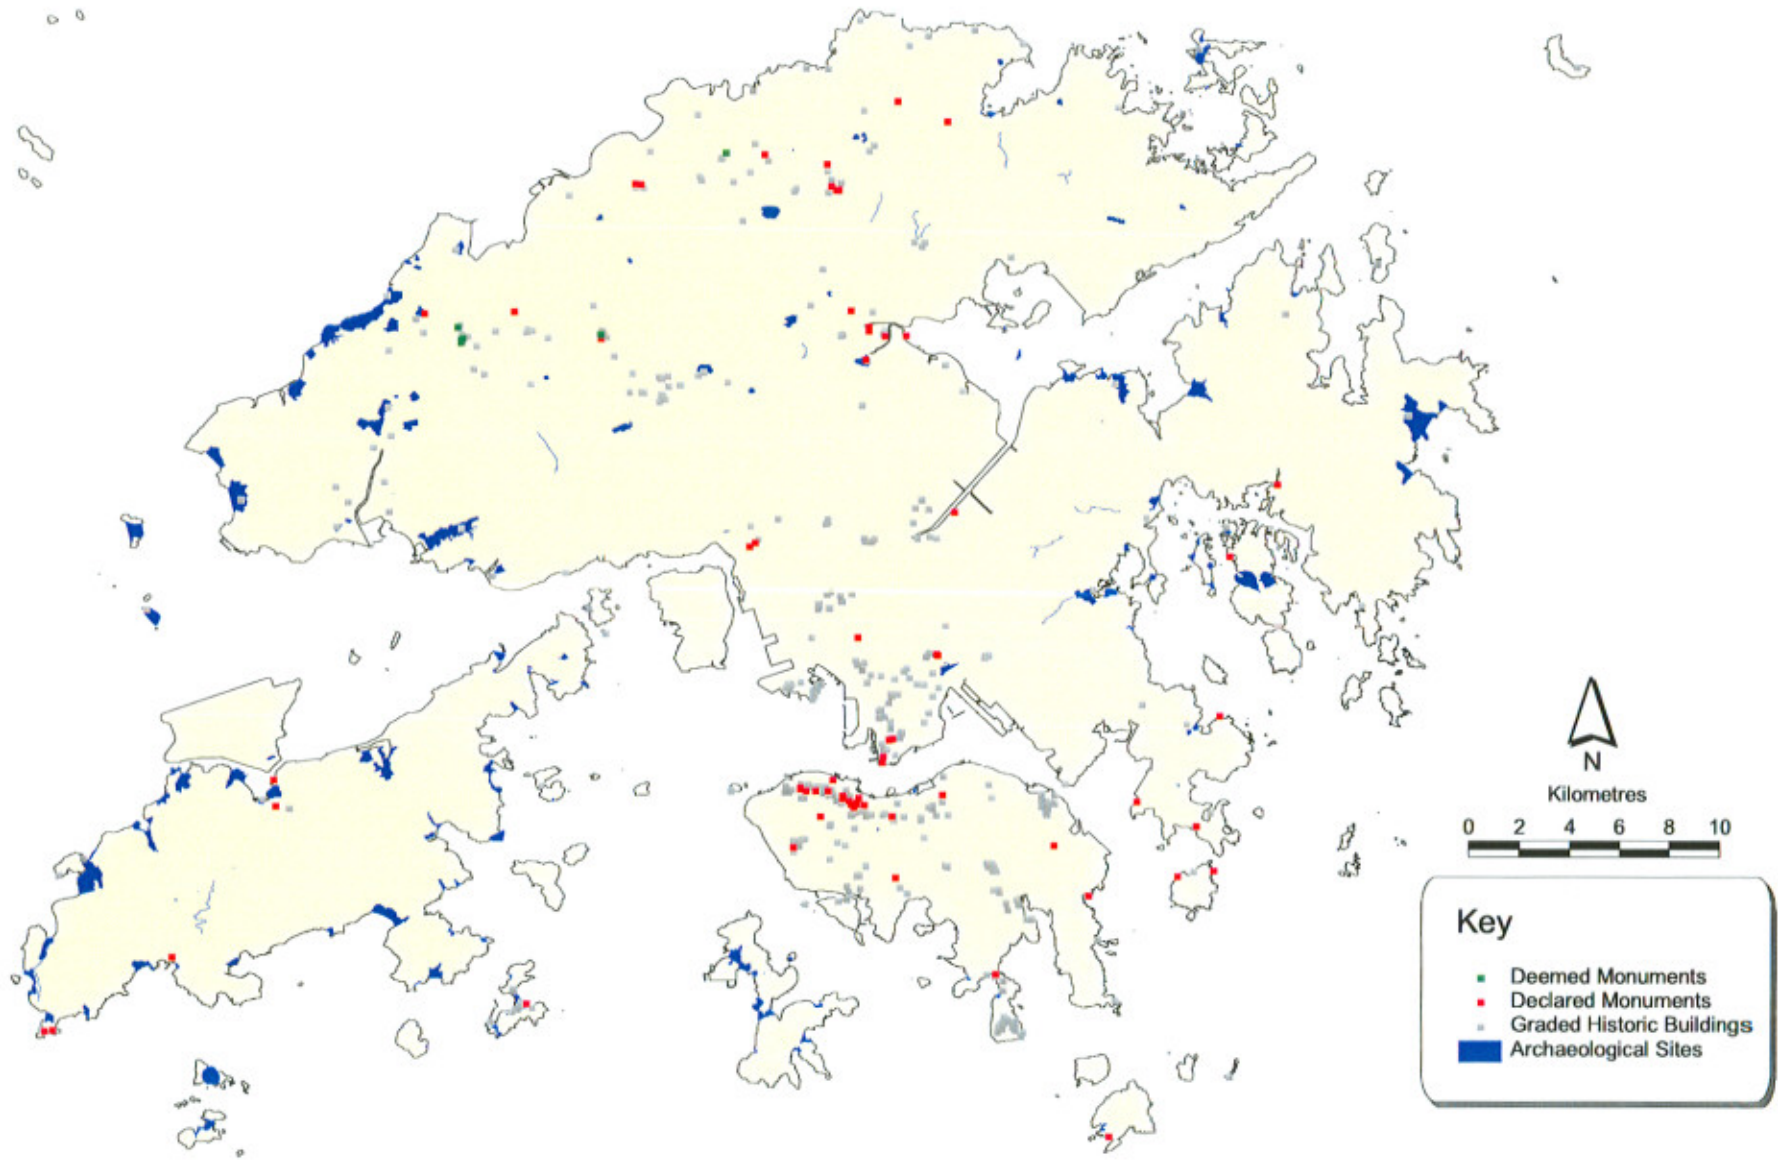 N
Kilometres
0 2 4 6 8 10
Key
Deemed Monuments
Declared Monuments
Graded Historic Buildings
Archaeological Sites